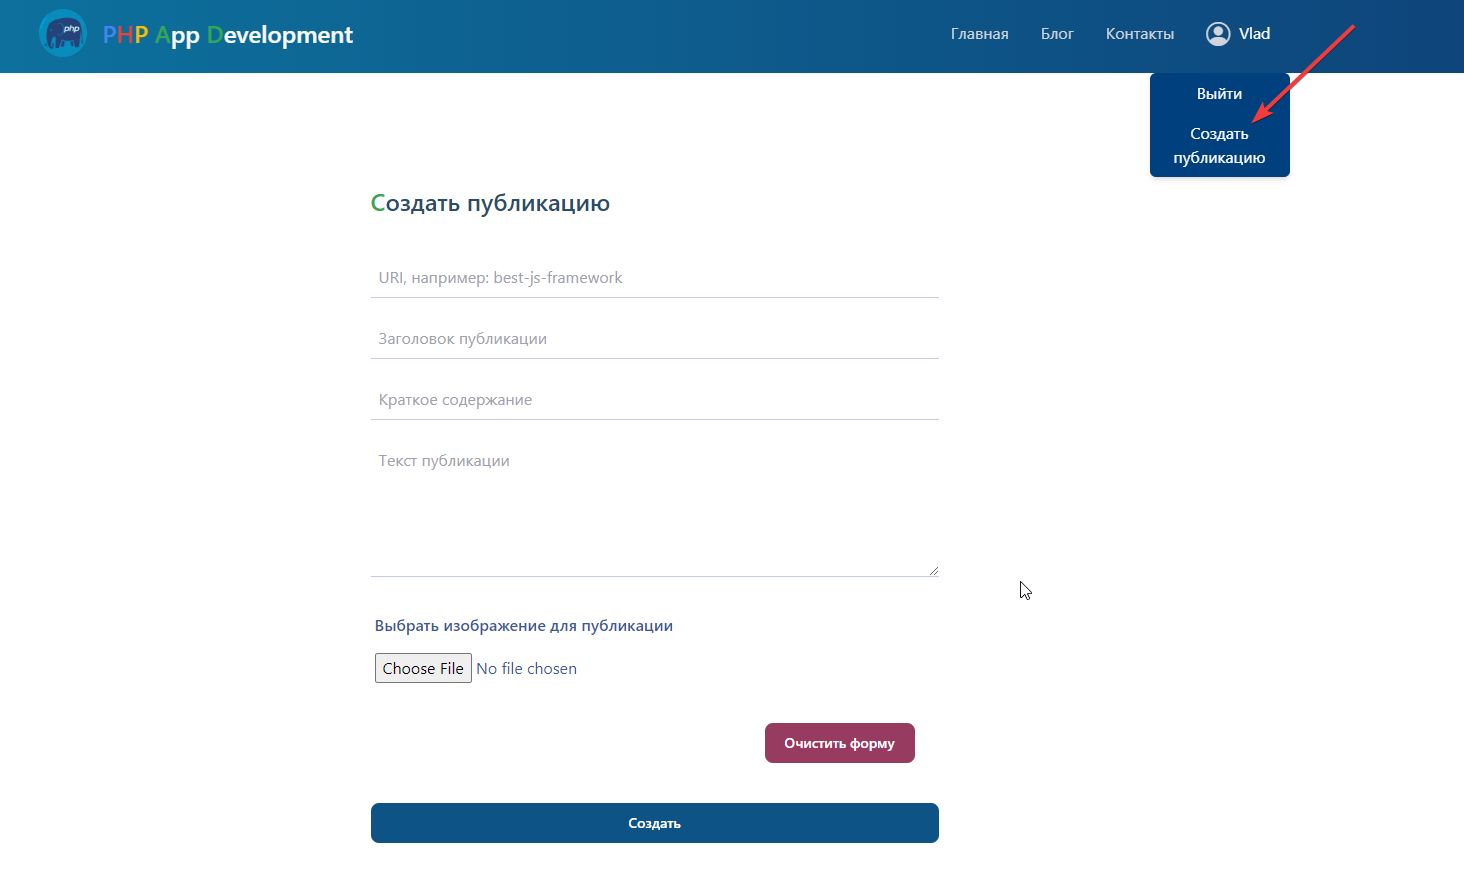 php
PHP App Development
Главная
Блог
Контакты
Vlad
Выйти
Создать
публикацию
Создать публикацию
URI, например: best-js-framework
Заголовок публикации
Краткое содержание
Текст публикации
Выбрать изображение для публикации
Choose File No file chosen
Очистить форму
Создать